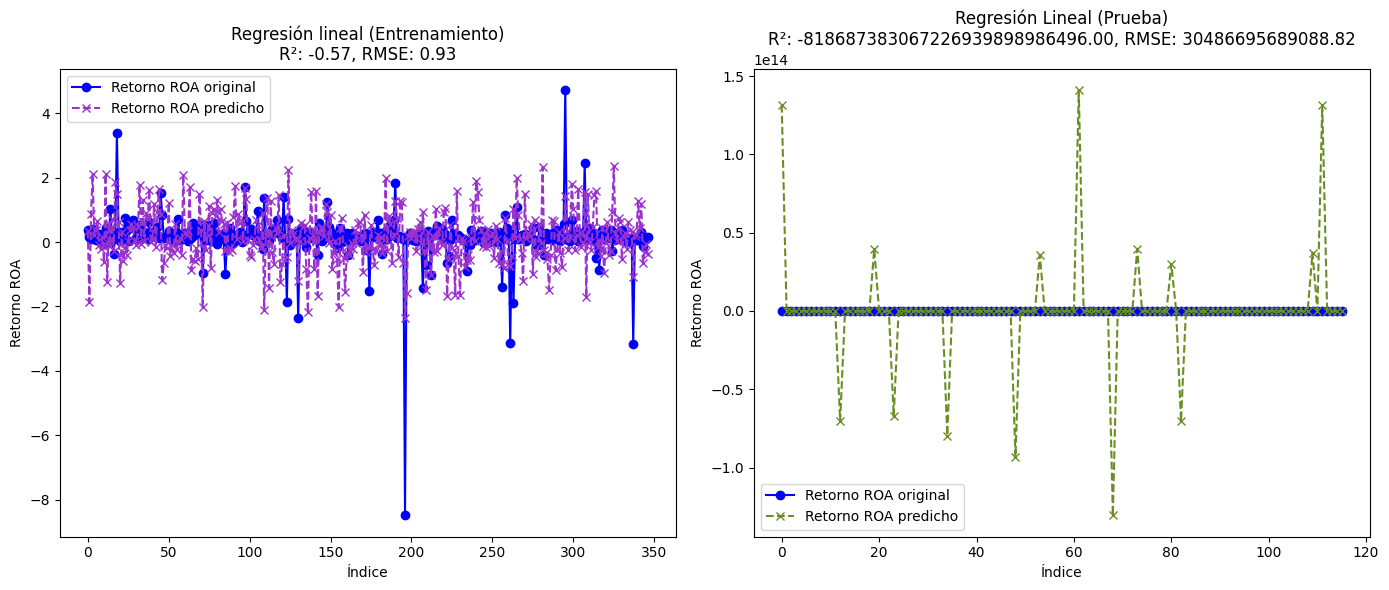 Regresión lineal (Entrenamiento)
R²: -0.57, RMSE: 0.93
Retorno ROA original
Retorno ROA predicho
4
2
0
−2
−4
−6
−8
Retorno ROA
0 50 100 150 200 250 300 350
Índice
Regresión Lineal (Prueba)
R²: -8186873830672269398989864​96.00, RMSE: 30486695689088.82
1e14
1.5
1.0
0.5
0.0
−0.5
−1.0
Retorno ROA
Retorno ROA original
Retorno ROA predicho
0 20 40 60 80 100 120
Índice